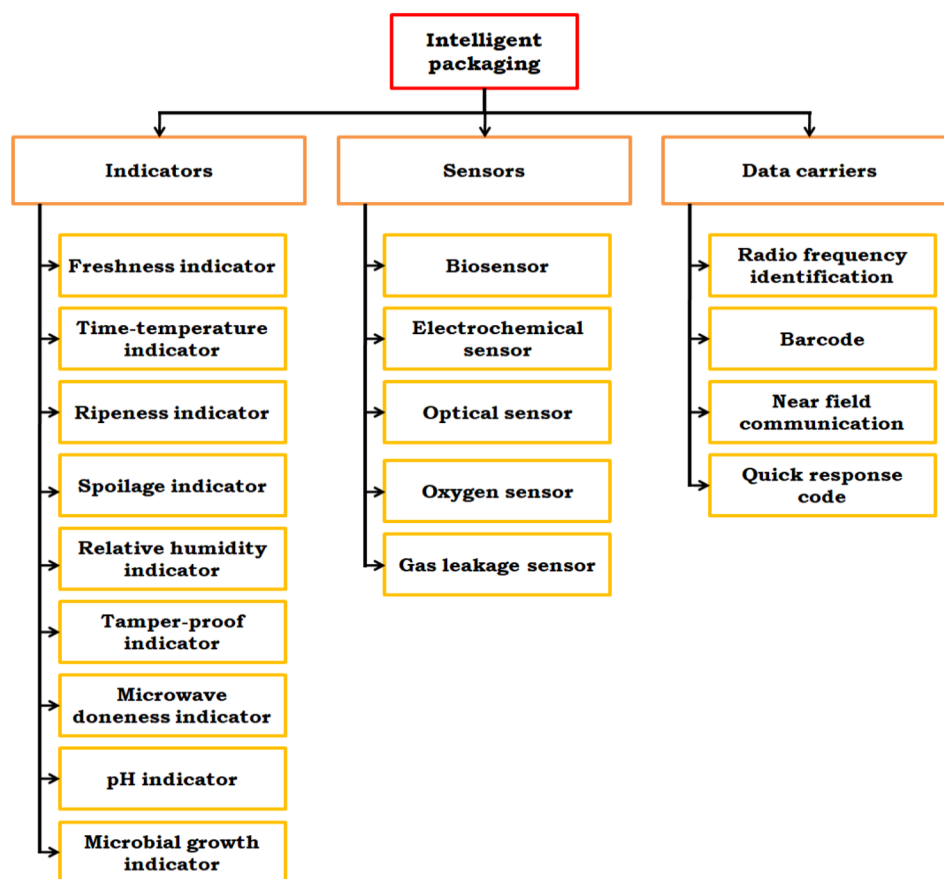 Intelligent
packaging
Indicators
Sensors
Data carriers
Freshness indicator
Time-temperature
indicator
Ripeness indicator
Spoilage indicator
Relative humidity
indicator
Tamper-proof
indicator
Microwave
doneness indicator
pH indicator
Microbial growth
indicator
Biosensor
Electrochemical
sensor
Optical sensor
Oxygen sensor
Gas leakage sensor
Radio frequency
identification
Barcode
Near field
communication
Quick response
code